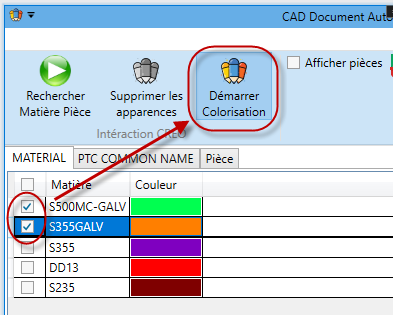 CAD Document Auto
Rechercher
Matière Pièce
Supprimer les
apparences
Démarrer
Colorisation
Afficher pièces
Intéraction CREO
MATERIAL PTC COMMON NAME Pièce
Matière Couleur
S500MC-GALV
S355GALV
S355
DD13
S235